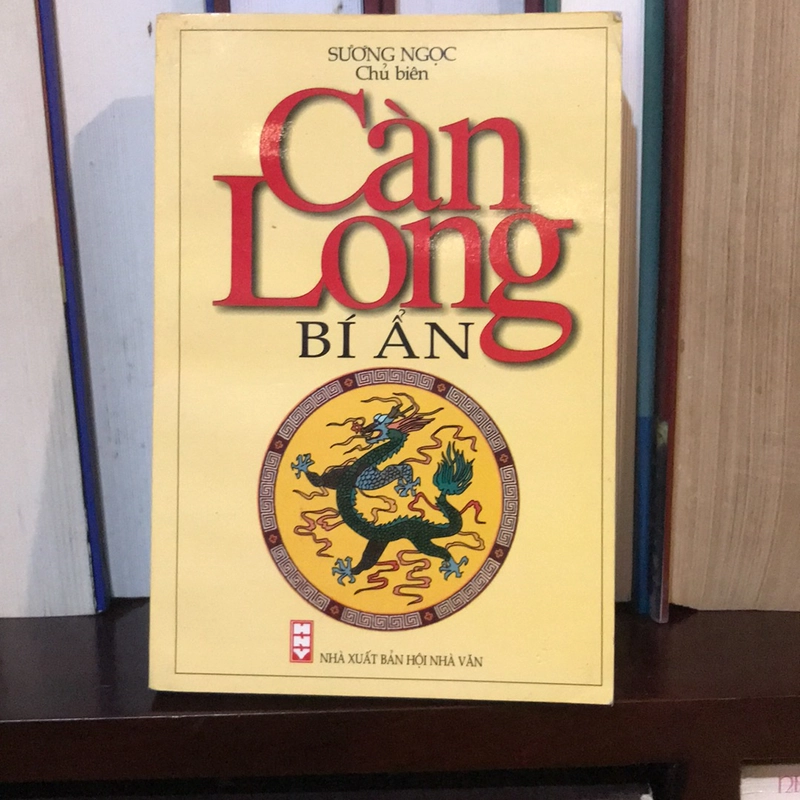 SƯƠNG NGỌC
Chủ biên
Càn
Long
BÍ ẨN
HNV
NHÀ XUẤT BẢN HỘI NHÀ VĂN